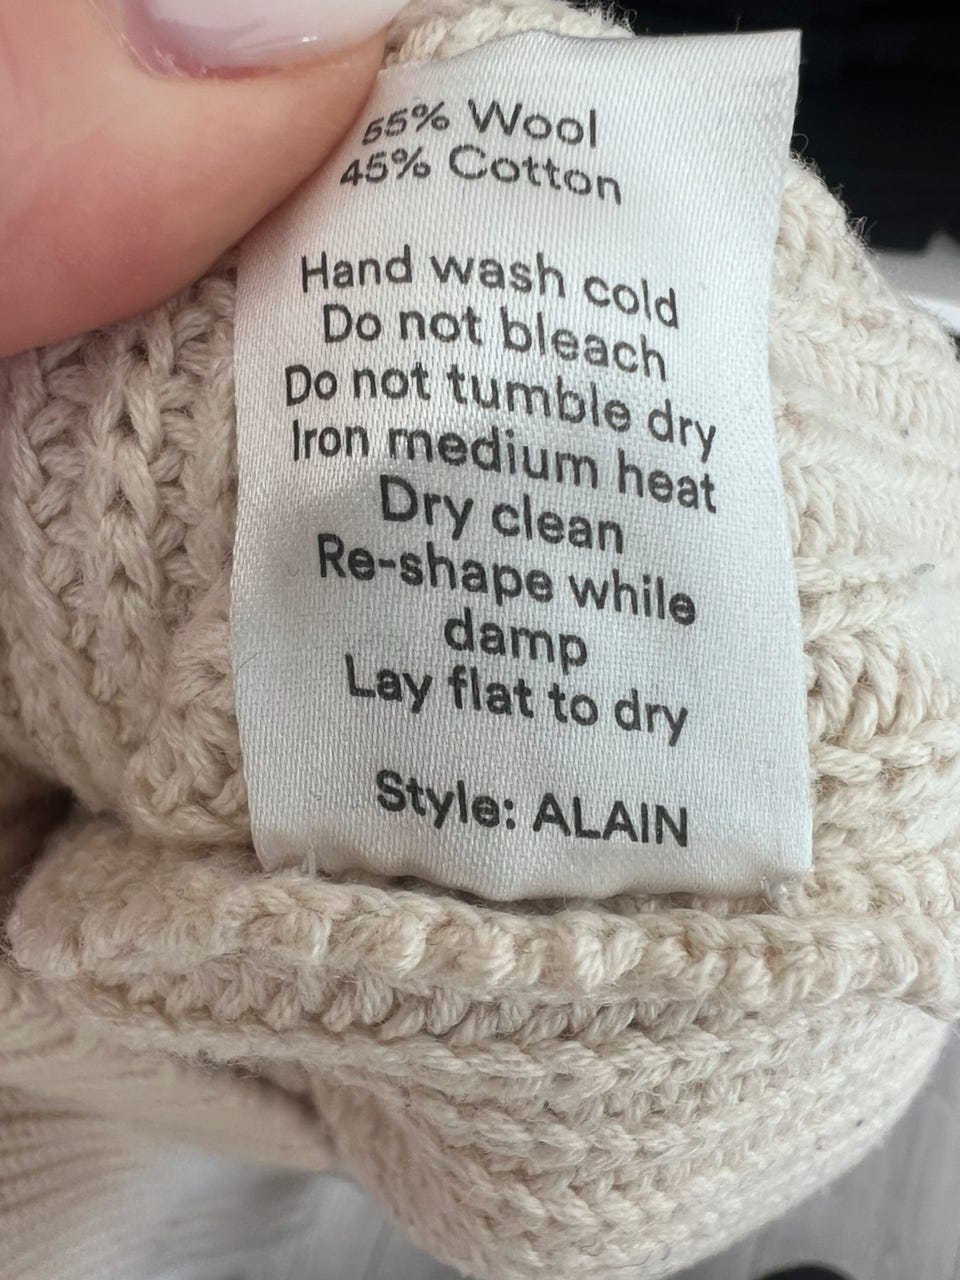 55% Wool
45% Cotton
Hand wash cold
Do not bleach
Do not tumble dry
Iron medium heat
Dry clean
Re-shape while
damp
Lay flat to dry
Style: ALAIN